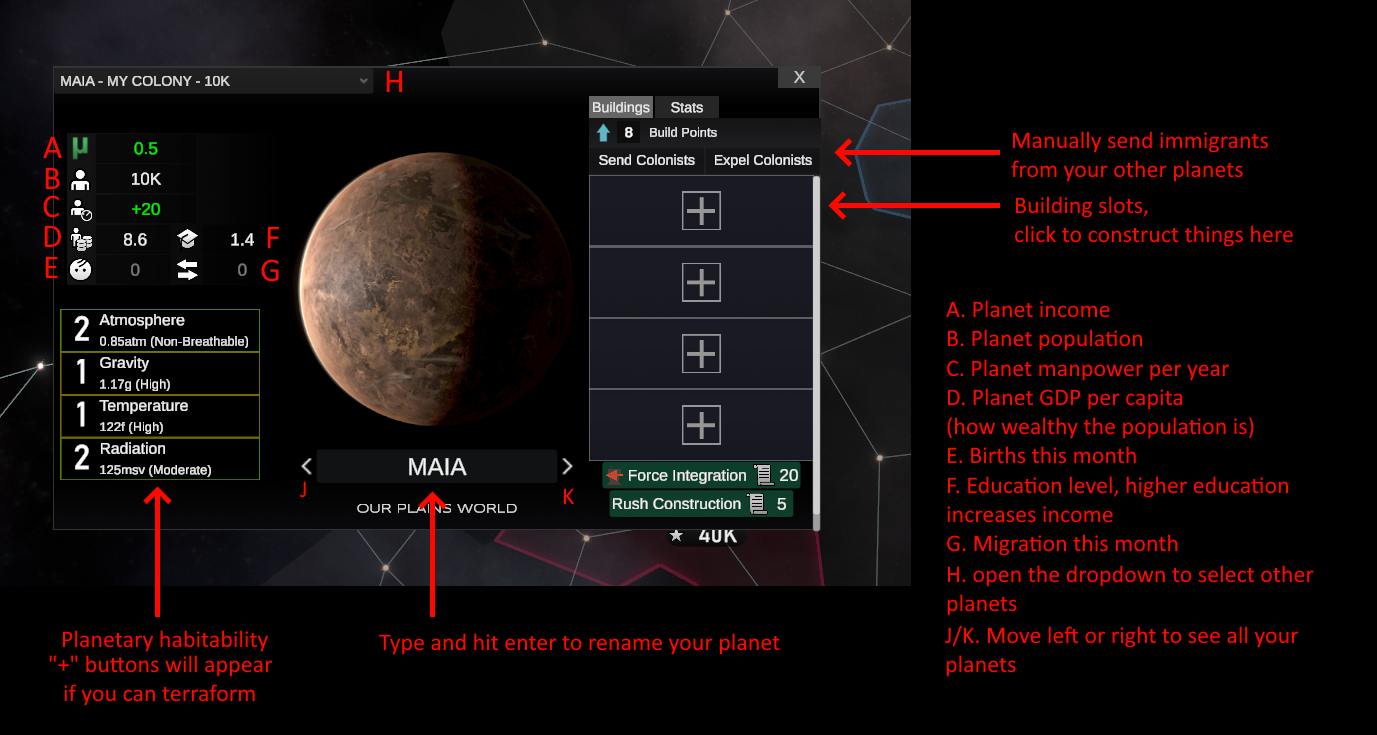 MAIA - MY COLONY - 10K
H
X
Buildings Stats
8 Build Points
Send Colonists Expel Colonists
A µ 0.5
B 10K
C +20
D 8.6 1.4 F
E 0 0 G
2 Atmosphere
0.85atm (Non-Breathable)
1 Gravity
1.17g (High)
1 Temperature
122f (High)
2 Radiation
125msv (Moderate)
< MAIA >
J K
OUR PLAINS WORLD
Force Integration 20
Rush Construction 5
40K
Manually send immigrants
from your other planets
Building slots,
click to construct things here
A. Planet income
B. Planet population
C. Planet manpower per year
D. Planet GDP per capita
(how wealthy the population is)
E. Births this month
F. Education level, higher education
increases income
G. Migration this month
H. open the dropdown to select other
planets
J/K. Move left or right to see all your
planets
Planetary habitability
"+" buttons will appear
if you can terraform
Type and hit enter to rename your planet